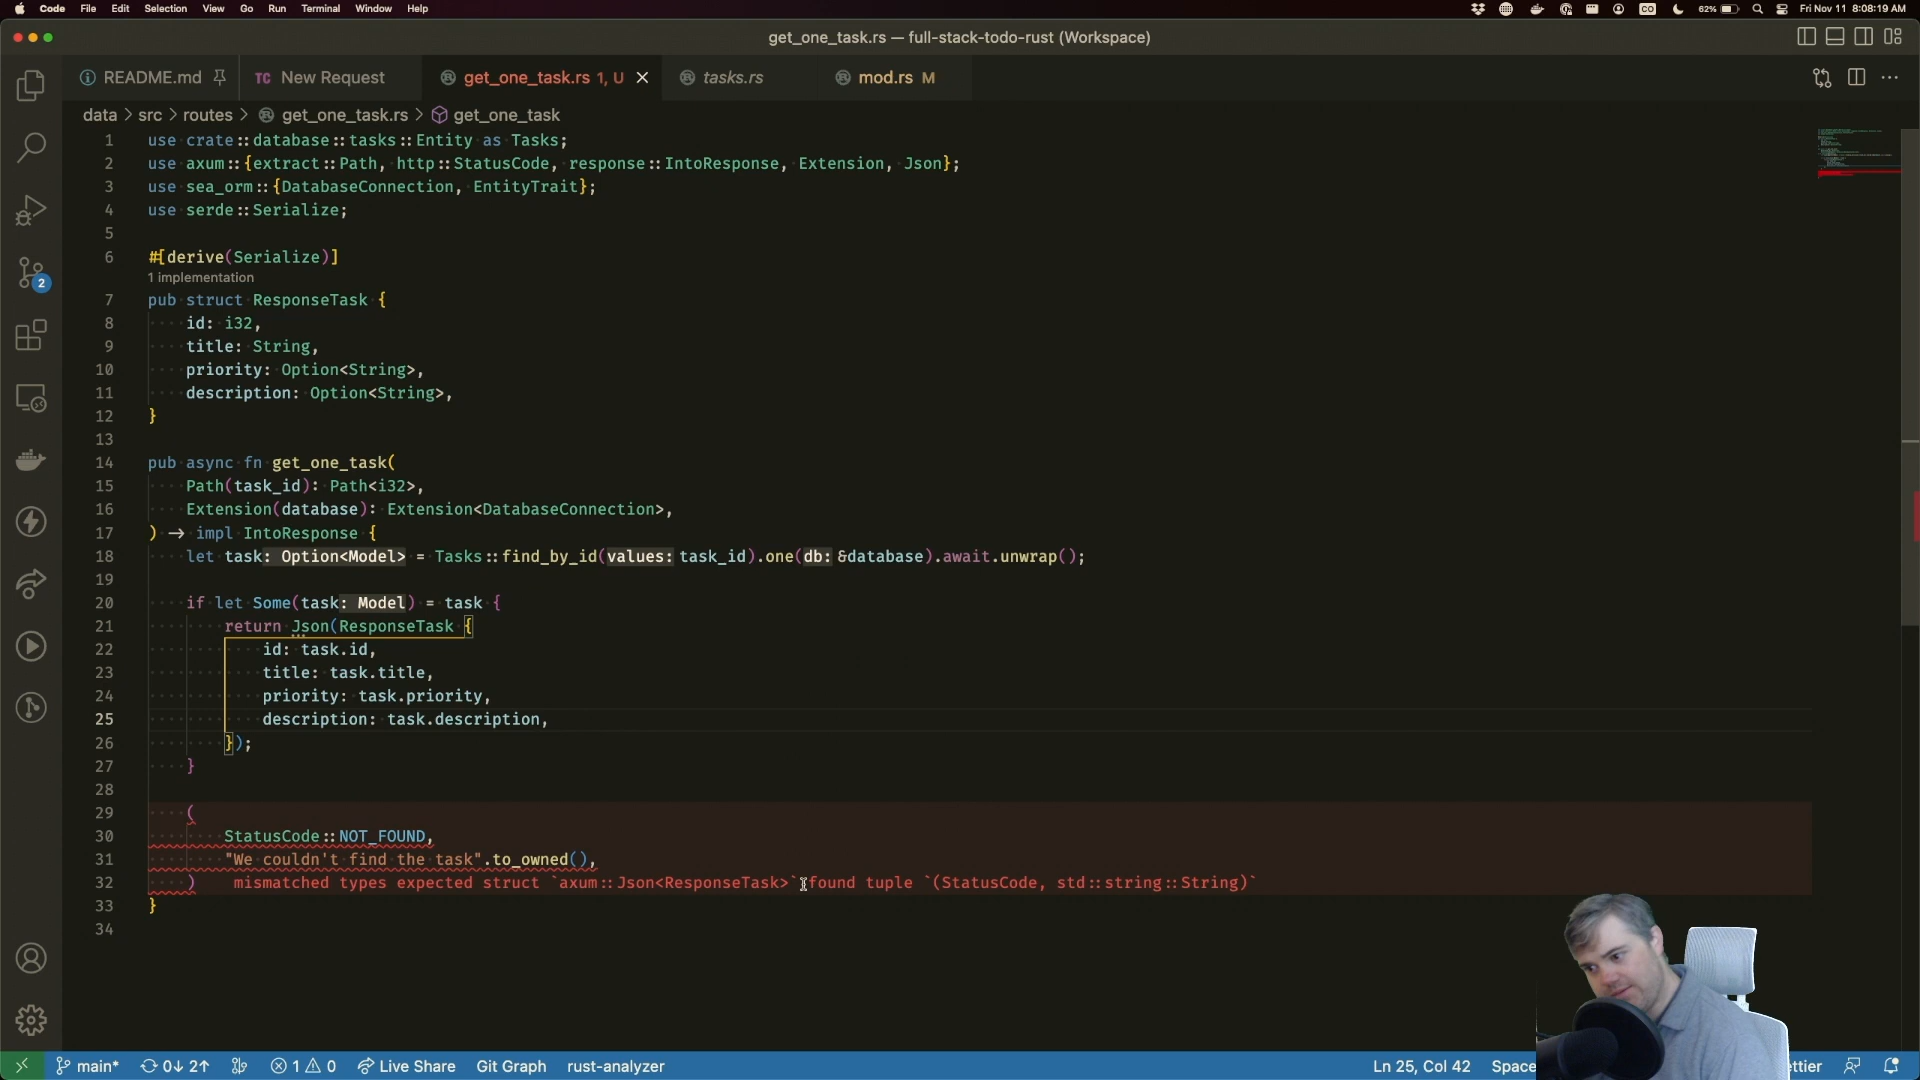 Code File Edit Selection View Go Run Terminal Window Help CO 62% Fri Nov 11 8:08:19 AM
get_one_task.rs — full-stack-todo-rust (Workspace)
README.md TC New Request get_one_task.rs 1, U tasks.rs mod.rs M
data > src > routes > get_one_task.rs > get_one_task
1 use crate::database::tasks::Entity as Tasks;
2 use axum::{extract::Path, http::StatusCode, response::IntoResponse, Extension, Json};
3 use sea_orm::{DatabaseConnection, EntityTrait};
4 use serde::Serialize;
5
6 #[derive(Serialize)]
1 implementation
7 pub struct ResponseTask {
8 id: i32,
9 title: String,
10 priority: Option<String>,
11 description: Option<String>,
12 }
13
14 pub async fn get_one_task(
15 Path(task_id): Path<i32>,
16 Extension(database): Extension<DatabaseConnection>,
17 ) -> impl IntoResponse {
18 let task: Option<Model> = Tasks::find_by_id(values: task_id).one(db: &database).await.unwrap();
19
20 if let Some(task: Model) = task {
21 return Json(ResponseTask {
22 id: task.id,
23 title: task.title,
24 priority: task.priority,
25 description: task.description,
26 });
27 }
28
29 (
30 StatusCode::NOT_FOUND,
31 "We couldn't find the task".to_owned(),
32 ) mismatched types expected struct `axum::Json<ResponseTask>` found tuple `(StatusCode, std::string::String)`
33 }
34
2
main* 0↓ 2↑ 1 0 Live Share Git Graph rust-analyzer Ln 25, Col 42 Space ttier